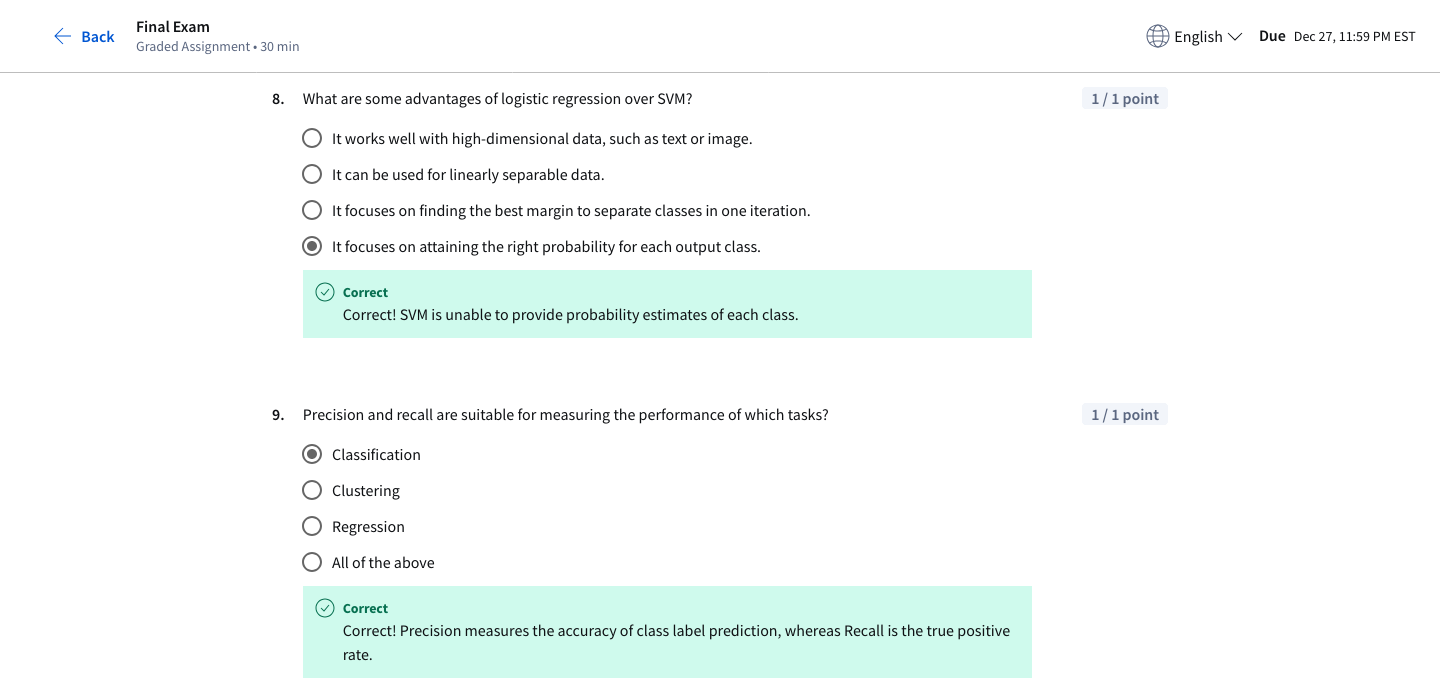 Back
Final Exam
Graded Assignment • 30 min
English
Due Dec 27, 11:59 PM EST
8. What are some advantages of logistic regression over SVM?
1 / 1 point
It works well with high-dimensional data, such as text or image.
It can be used for linearly separable data.
It focuses on finding the best margin to separate classes in one iteration.
It focuses on attaining the right probability for each output class.
Correct
Correct! SVM is unable to provide probability estimates of each class.
9. Precision and recall are suitable for measuring the performance of which tasks?
1 / 1 point
Classification
Clustering
Regression
All of the above
Correct
Correct! Precision measures the accuracy of class label prediction, whereas Recall is the true positive
rate.